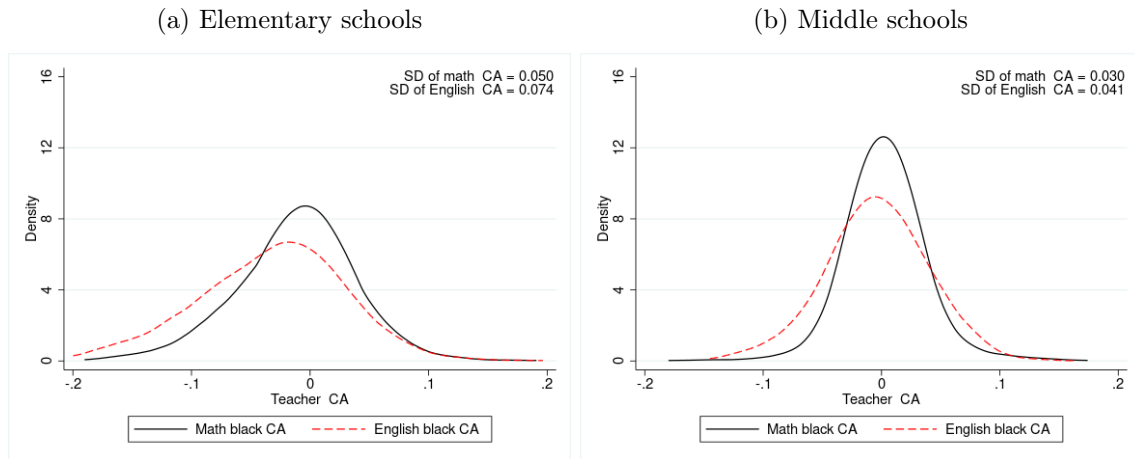 (a) Elementary schools
SD of math CA = 0.050
SD of English CA = 0.074
16
12
8
4
0
Density
-.2
-.1
0
.1
.2
Teacher CA
Math black CA
English black CA
(b) Middle schools
SD of math CA = 0.030
SD of English CA = 0.041
16
12
8
4
0
Density
-.2
-.1
0
.1
.2
Teacher CA
Math black CA
English black CA